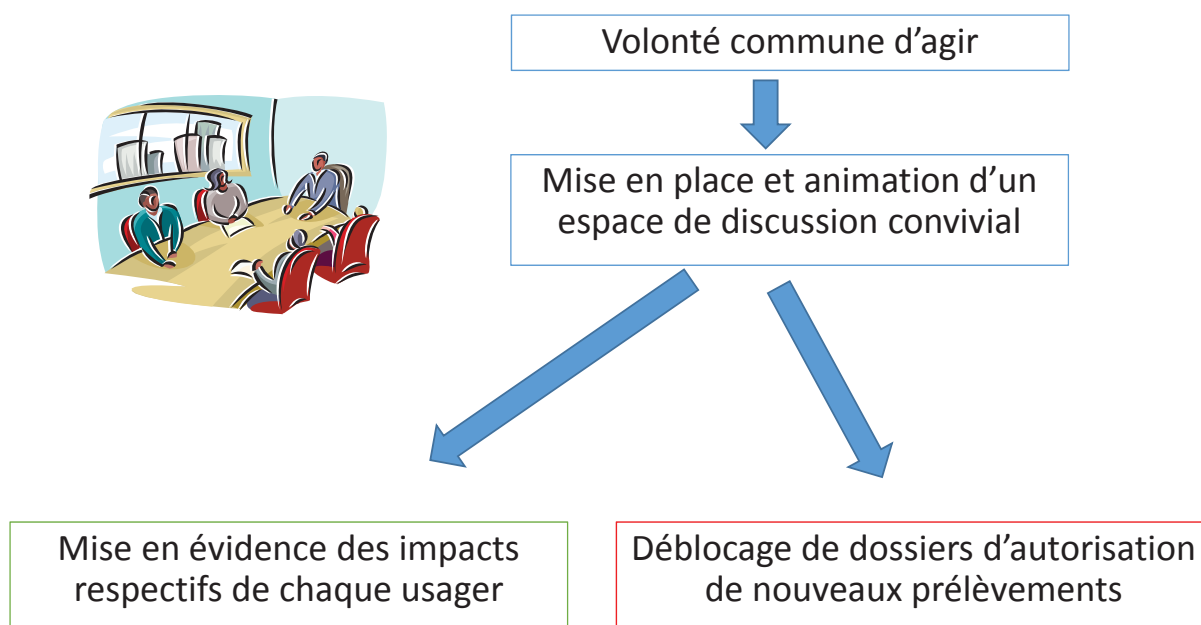 Volonté commune d’agir
Mise en place et animation d’un
espace de discussion convivial
Mise en évidence des impacts
respectifs de chaque usager
Déblocage de dossiers d’autorisation
de nouveaux prélèvements